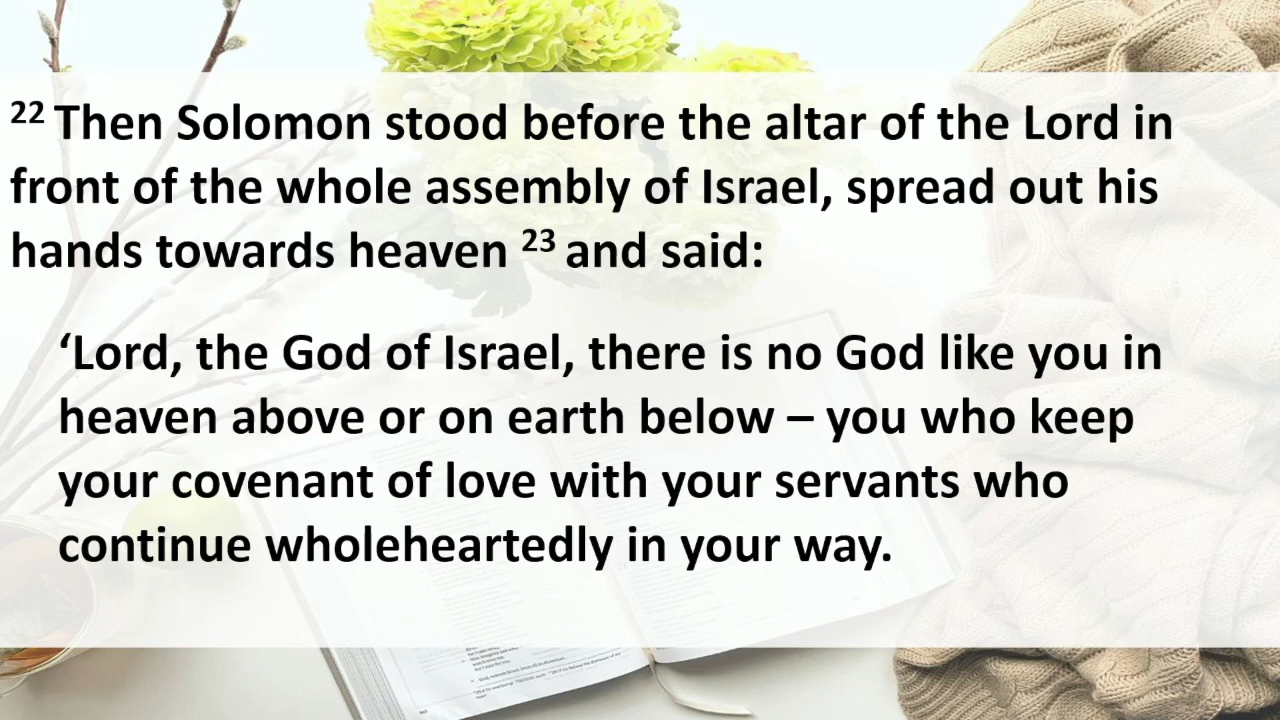 22 Then Solomon stood before the altar of the Lord in
front of the whole assembly of Israel, spread out his
hands towards heaven 23 and said:
‘Lord, the God of Israel, there is no God like you in
heaven above or on earth below – you who keep
your covenant of love with your servants who
continue wholeheartedly in your way.